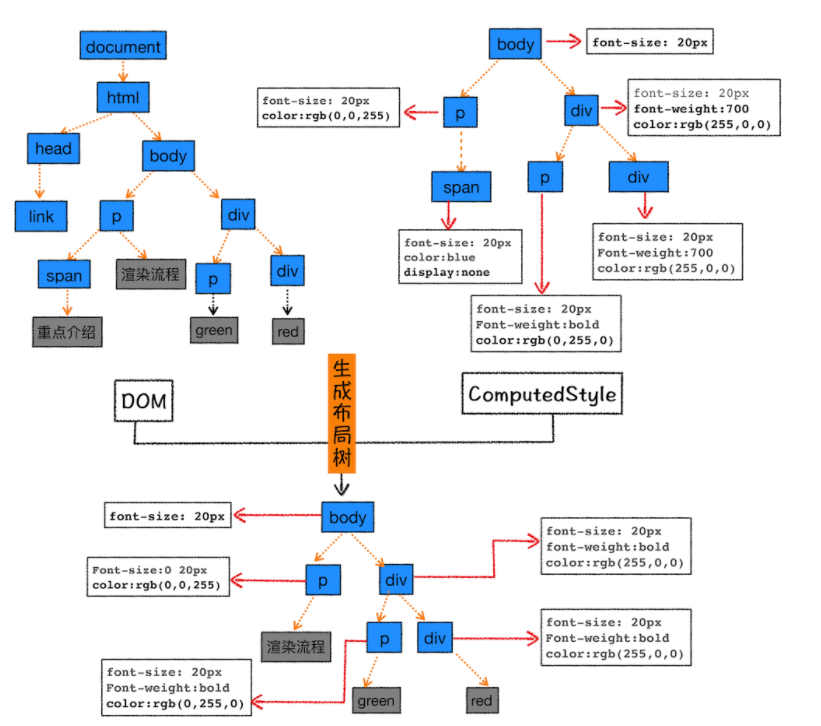 document
html
head
body
link
p
div
span
渲染流程
p
div
重点介绍
green
red
body
font-size: 20px
font-size: 20px
color:rgb(0,0,255)
p
div
font-size: 20px
font-weight:700
color:rgb(255,0,0)
span
p
div
font-size: 20px
color:blue
display:none
font-size: 20px
Font-weight:700
color:rgb(255,0,0)
font-size: 20px
Font-weight:bold
color:rgb(0,255,0)
DOM
生成布局树
ComputedStyle
font-size: 20px
body
font-size: 20px
font-weight:bold
color:rgb(255,0,0)
Font-size:0 20px
color:rgb(0,0,255)
p
div
渲染流程
p
div
font-size: 20px
Font-weight:bold
color:rgb(255,0,0)
font-size: 20px
Font-weight:bold
color:rgb(0,255,0)
green
red